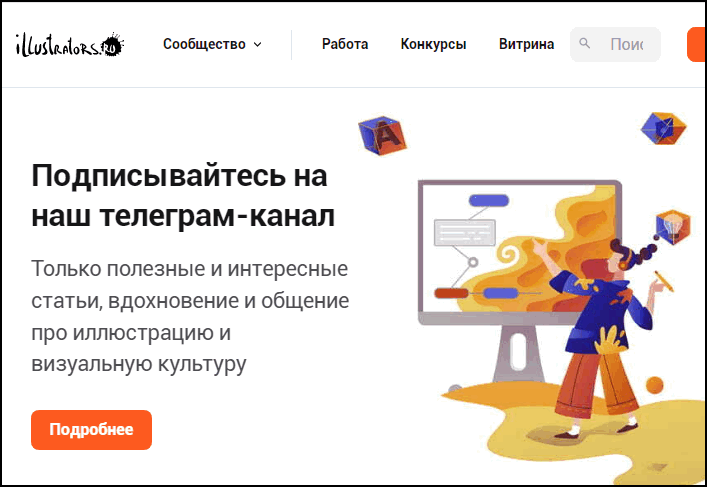 illustrators.ru
Сообщество Работа Конкурсы Витрина
Подписывайтесь на
наш телеграм-канал
Только полезные и интересные
статьи, вдохновение и общение
про иллюстрацию и
визуальную культуру
Подробнее
A